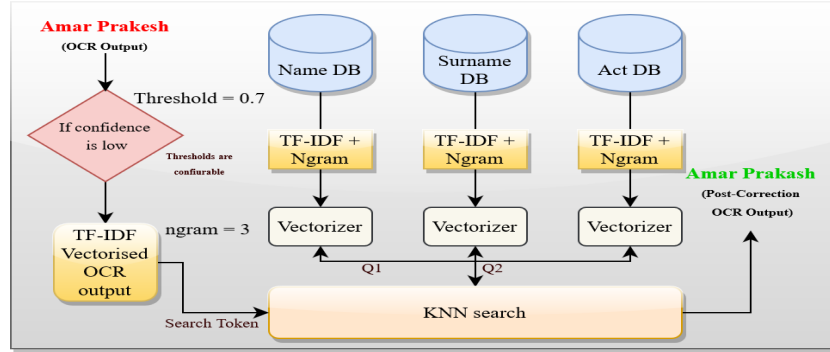 Amar Prakesh
(OCR Output)
Threshold = 0.7
If confidence
is low
Thresholds are
confiurable
TF-IDF
Vectorised
OCR
output
ngram = 3
Search Token
Name DB
Surname
DB
Act DB
TF-IDF +
Ngram
TF-IDF +
Ngram
TF-IDF +
Ngram
Vectorizer
Vectorizer
Vectorizer
Q1
Q2
KNN search
Amar Prakash
(Post-Correction
OCR Output)